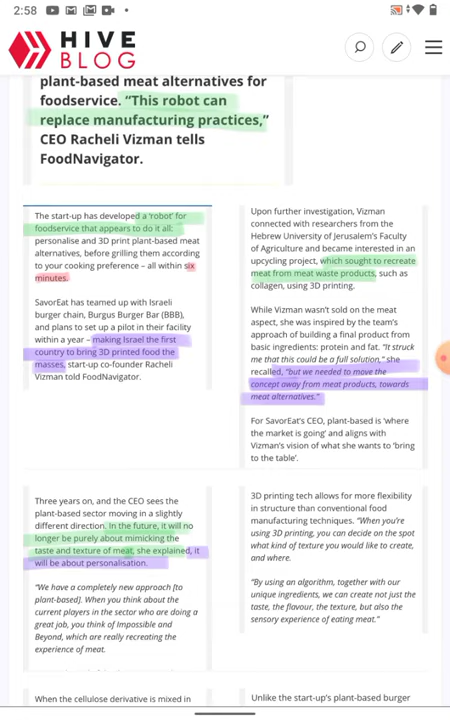 2:58
HIVE
BLOG
plant-based meat alternatives for
foodservice. “This robot can
replace manufacturing practices,”
CEO Racheli Vizman tells
FoodNavigator.
The start-up has developed a ‘robot’ for
foodservice that appears to do it all:
personalise and 3D print plant-based meat
alternatives, before grilling them according
to your cooking preference – all within six
minutes.
SavorEat has teamed up with Israeli
burger chain, Burgus Burger Bar (BBB),
and plans to set up a pilot in their facility
within a year – making Israel the first
country to bring 3D printed food the
masses, start-up co-founder Racheli
Vizman told FoodNavigator.
Upon further investigation, Vizman
connected with researchers from the
Hebrew University of Jerusalem’s Faculty
of Agriculture and became interested in an
upcycling project, which sought to recreate
meat from meat waste products, such as
collagen, using 3D printing.
While Vizman wasn’t sold on the meat
aspect, she was inspired by the team’s
approach of building a final product from
basic ingredients: protein and fat. “It struck
me that this could be a full solution,” she
recalled, “but we needed to move the
concept away from meat products, towards
meat alternatives.”
For SavorEat’s CEO, plant-based is ‘where
the market is going’ and aligns with
Vizman’s vision of what she wants to ‘bring
to the table’.
Three years on, and the CEO sees the
plant-based sector moving in a slightly
different direction. In the future, it will no
longer be purely about mimicking the
taste and texture of meat, she explained, it
will be about personalisation.
“We have a completely new approach [to
plant-based]. When you think about the
current players in the sector who are doing a
great job, you think of Impossible and
Beyond, which are really recreating the
experience of meat.
3D printing tech allows for more flexibility
in structure than conventional food
manufacturing techniques. “When you’re
using 3D printing, you can decide on the spot
what kind of texture you would like to create,
and where.
“By using an algorithm, together with our
unique ingredients, we can create not just the
taste, the flavour, the texture, but also the
sensory experience of eating meat.”
When the cellulose derivative is mixed in
Unlike the start-up’s plant-based burger